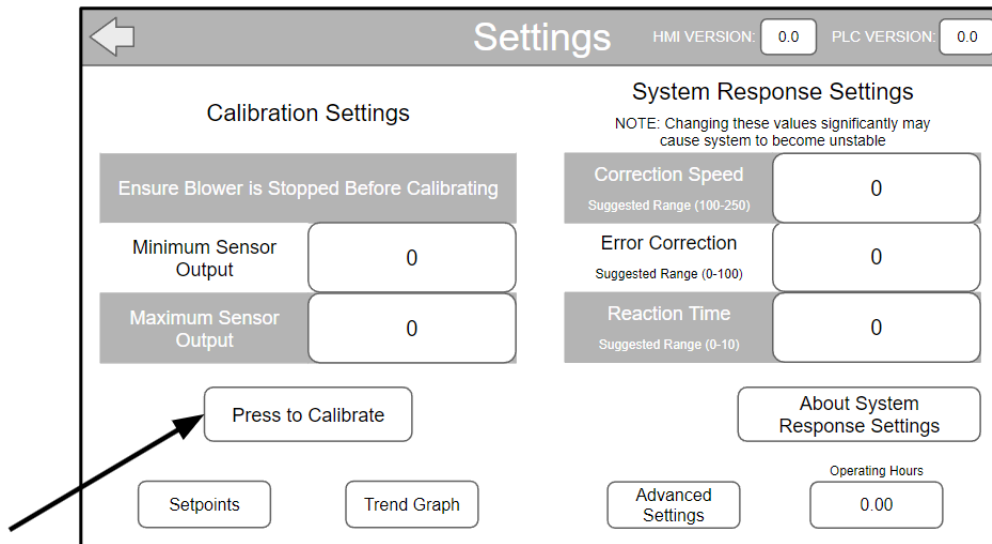 Settings
HMI VERSION: 0.0 PLC VERSION: 0.0
Calibration Settings
Ensure Blower is Stopped Before Calibrating
Minimum Sensor
Output
0
Maximum Sensor
Output
0
Press to Calibrate
Setpoints
Trend Graph
System Response Settings
NOTE: Changing these values significantly may
cause system to become unstable
Correction Speed
Suggested Range (100-250)
0
Error Correction
Suggested Range (0-100)
0
Reaction Time
Suggested Range (0-10)
0
About System
Response Settings
Advanced
Settings
Operating Hours
0.00